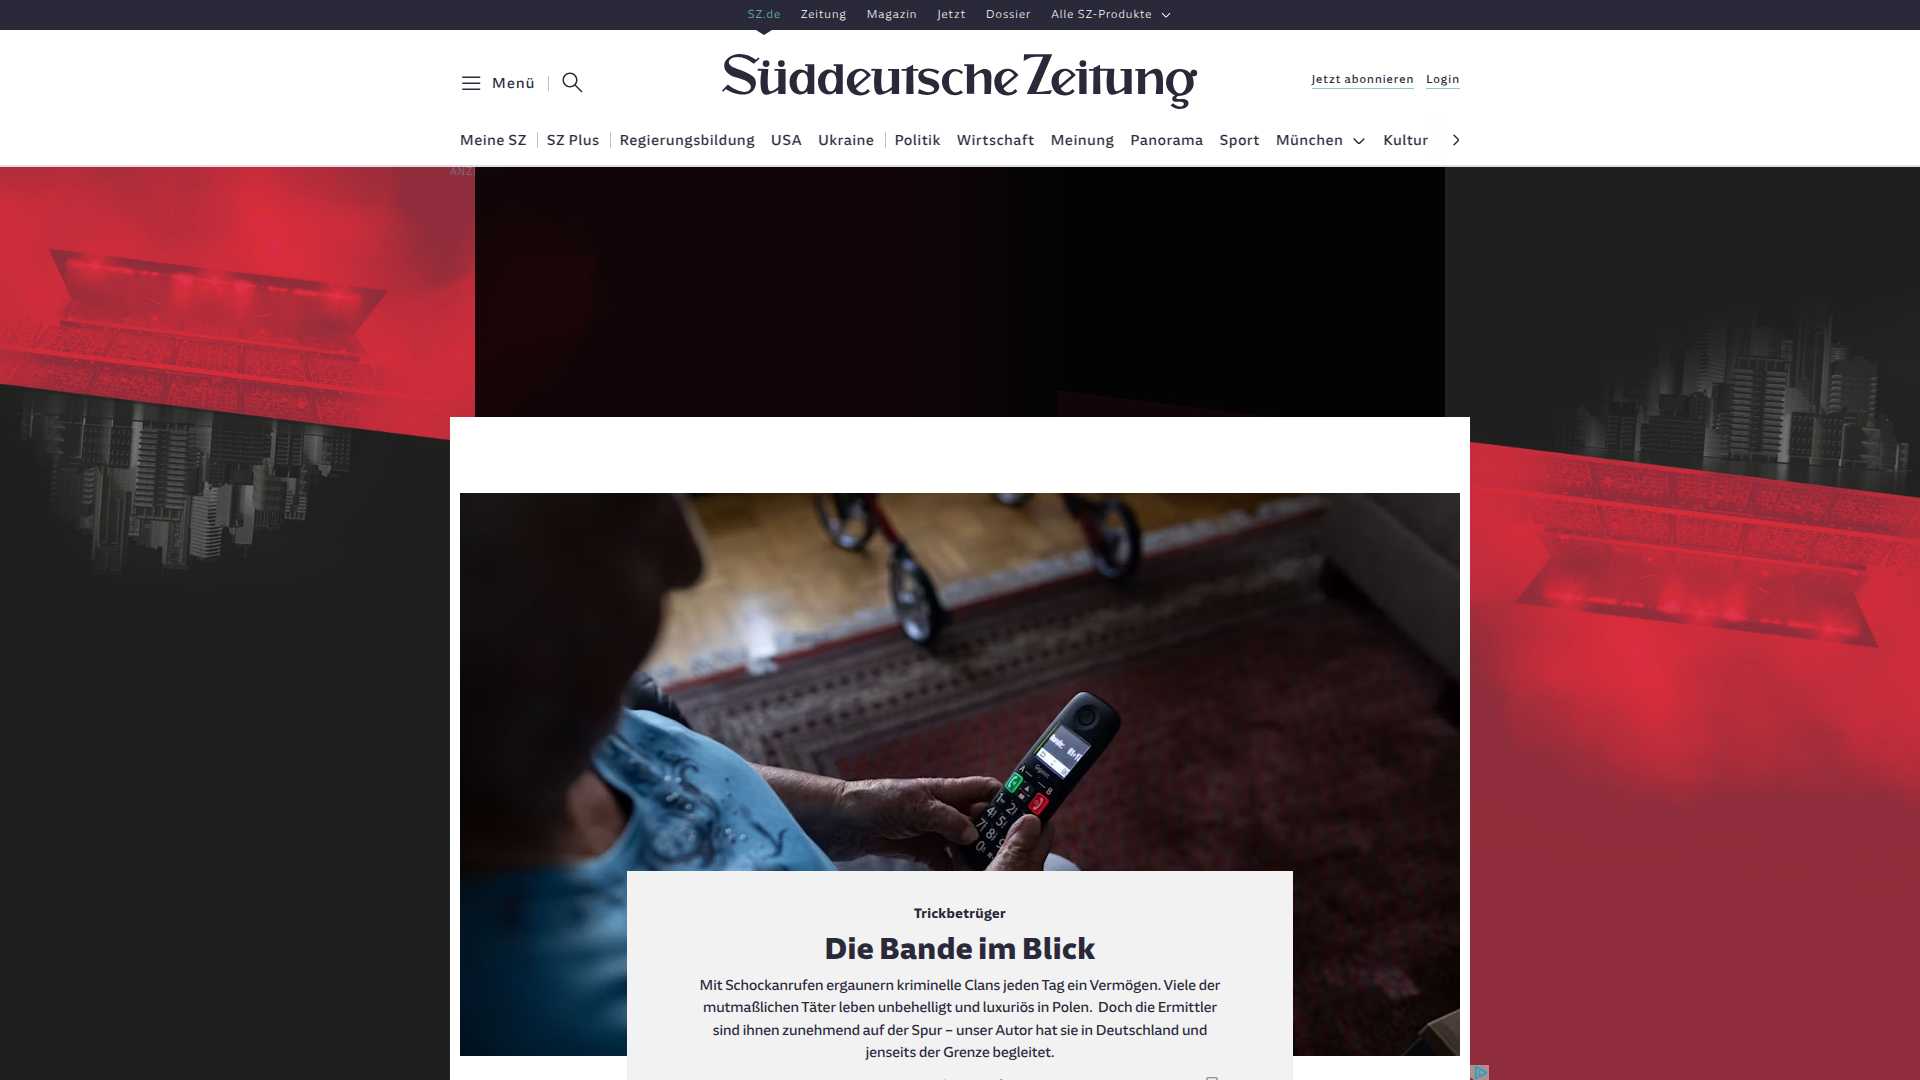 SZ.de Zeitung Magazin Jetzt Dossier Alle SZ-Produkte
Menü
Süddeutsche Zeitung
Jetzt abonnieren Login
Meine SZ SZ Plus Regierungsbildung USA Ukraine Politik Wirtschaft Meinung Panorama Sport München Kultur
Trickbetrüger
Die Bande im Blick
Mit Schockanrufen ergaunern kriminelle Clans jeden Tag ein Vermögen. Viele der
mutmaßlichen Täter leben unbehelligt und luxuriös in Polen. Doch die Ermittler
sind ihnen zunehmend auf der Spur – unser Autor hat sie in Deutschland und
jenseits der Grenze begleitet.